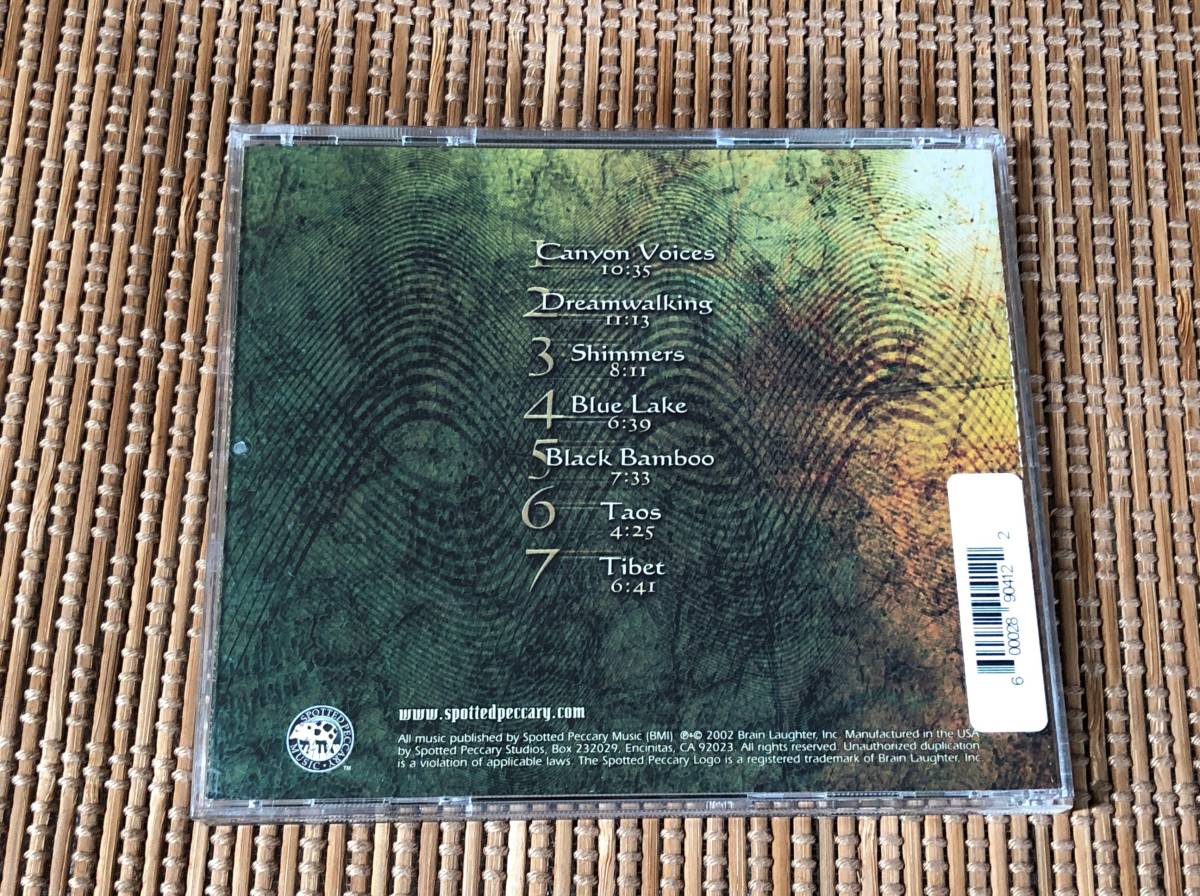 1 Canyon Voices
10:35
2 Dreamwalking
11:13
3 Shimmers
8:11
4 Blue Lake
6:39
5 Black Bamboo
7:33
6 Taos
4:25
7 Tibet
6:41
6 00028 90412 2
www.spottedpeccary.com
SPOTTED PECCARY MUSIC • TM
All music published by Spotted Peccary Music (BMI) ℗•© 2002 Brain Laughter, Inc. Manufactured in the USA
by Spotted Peccary Studios, Box 232029, Encinitas, CA 92023. All rights reserved. Unauthorized duplication
is a violation of applicable laws. The Spotted Peccary Logo is a registered trademark of Brain Laughter, Inc.